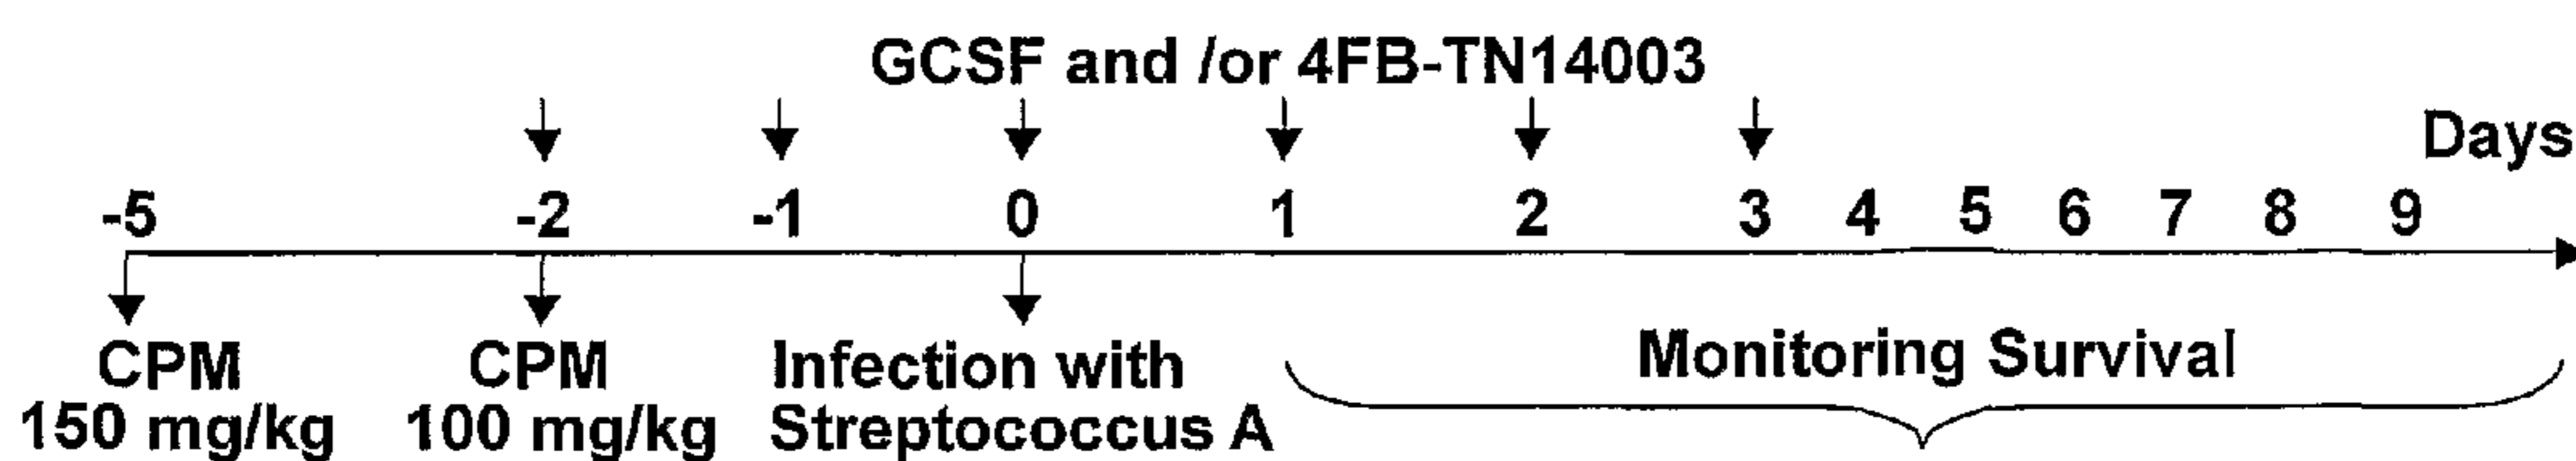 GCSF and /or 4FB-TN14003
Days
-5 -2 -1 0 1 2 3 4 5 6 7 8 9
CPM
150 mg/kg
CPM
100 mg/kg
Infection with
Streptococcus A
Monitoring Survival